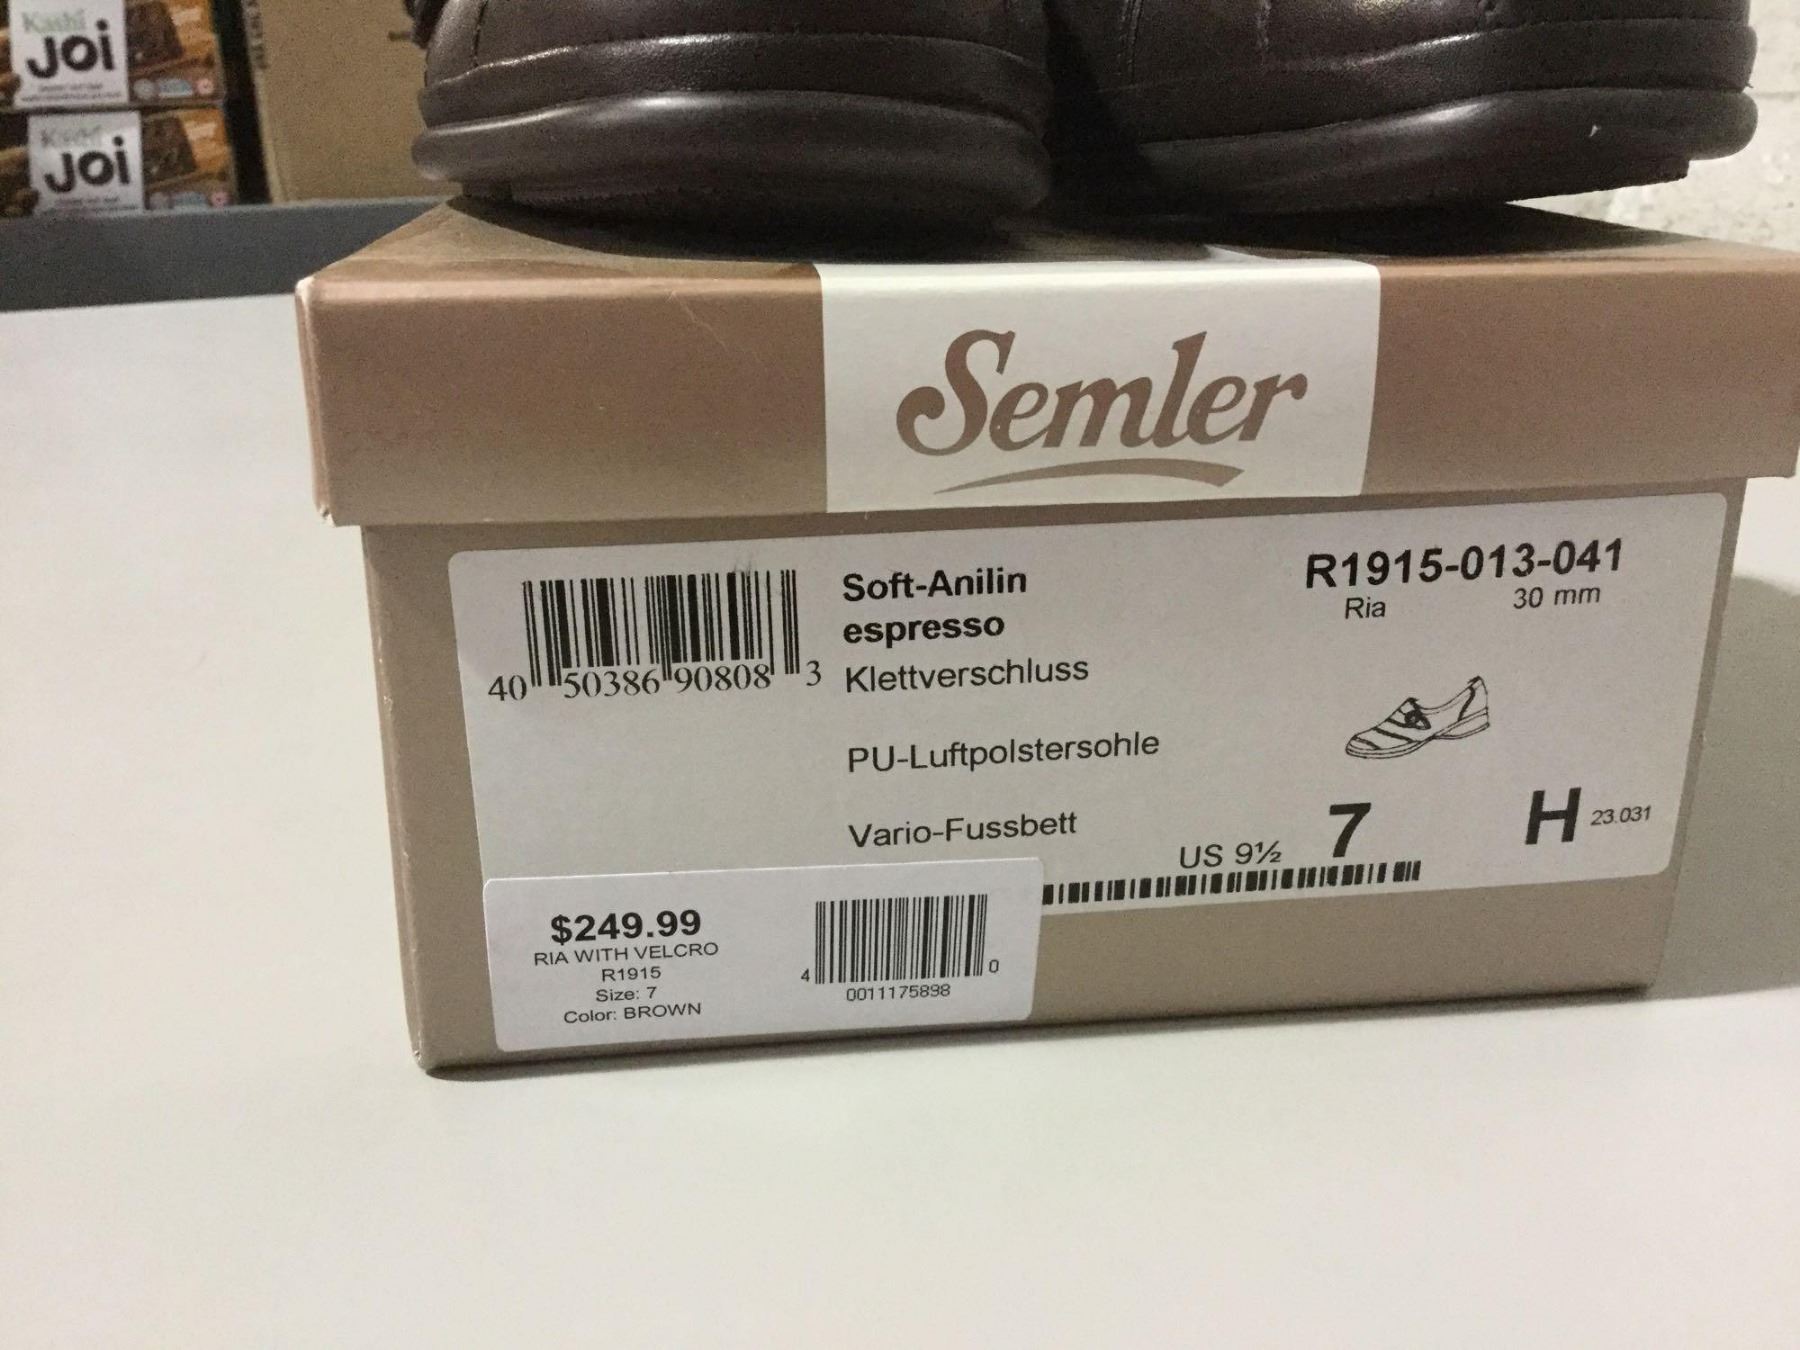 Kashi
JOi
Kashi
JOi
Semler
Soft-Anilin
espresso
Klettverschluss
PU-Luftpolstersohle
Vario-Fussbett
R1915-013-041
Ria 30 mm
40 50386 90808 3
US 9½ 7 H 23.031
$249.99
RIA WITH VELCRO
R1915
Size: 7
Color: BROWN
4 0011175898 0